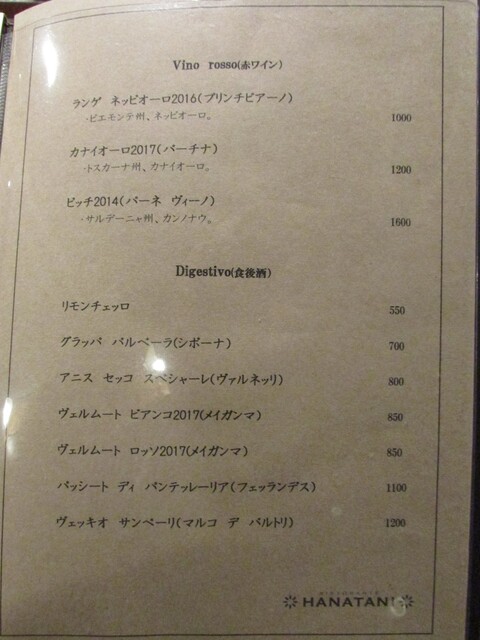 Vino rosso(赤ワイン)
ランゲ ネッビオーロ2016(プリンチピアーノ)
・ピエモンテ州、ネッビオーロ。 1000
カナイオーロ2017(パーチナ)
・トスカーナ州、カナイオーロ。 1200
ピッチ2014(パーネ ヴィーノ)
・サルデーニャ州、カンノナウ。 1600
Digestivo(食後酒)
リモンチェッロ 550
グラッパ バルベーラ(シボーナ) 700
アニス セッコ スペシャーレ(ヴァルネッリ) 800
ヴェルムート ビアンコ2017(メイガンマ) 850
ヴェルムート ロッソ2017(メイガンマ) 850
パッシート ディ パンテッレーリア(フェッランデス) 1100
ヴェッキオ サンペーリ(マルコ デ バルトリ) 1200
RISTORANTE
HANATANI